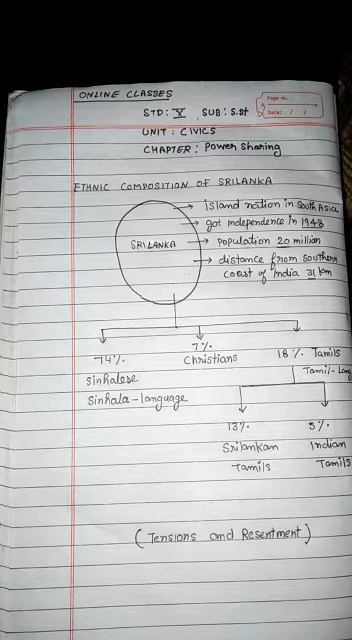 ONLINE CLASSES
Page No.
Date: / /
STD: X . SUB: S.st
UNIT: CIVICS
CHAPTER: Power Sharing
ETHNIC COMPOSITION OF SRILANKA
SRILANKA
→ island nation in South Asia
→ got independence in 1948
→ population 20 million
→ distance from southern
coast of India 31 km
74%.
sinhalese
sinhala-language
7%.
Christians
18%. Tamils
Tamil-Lang
13%.
Srilankan
Tamils
5%.
Indian
Tamils
(Tensions and Resentment)